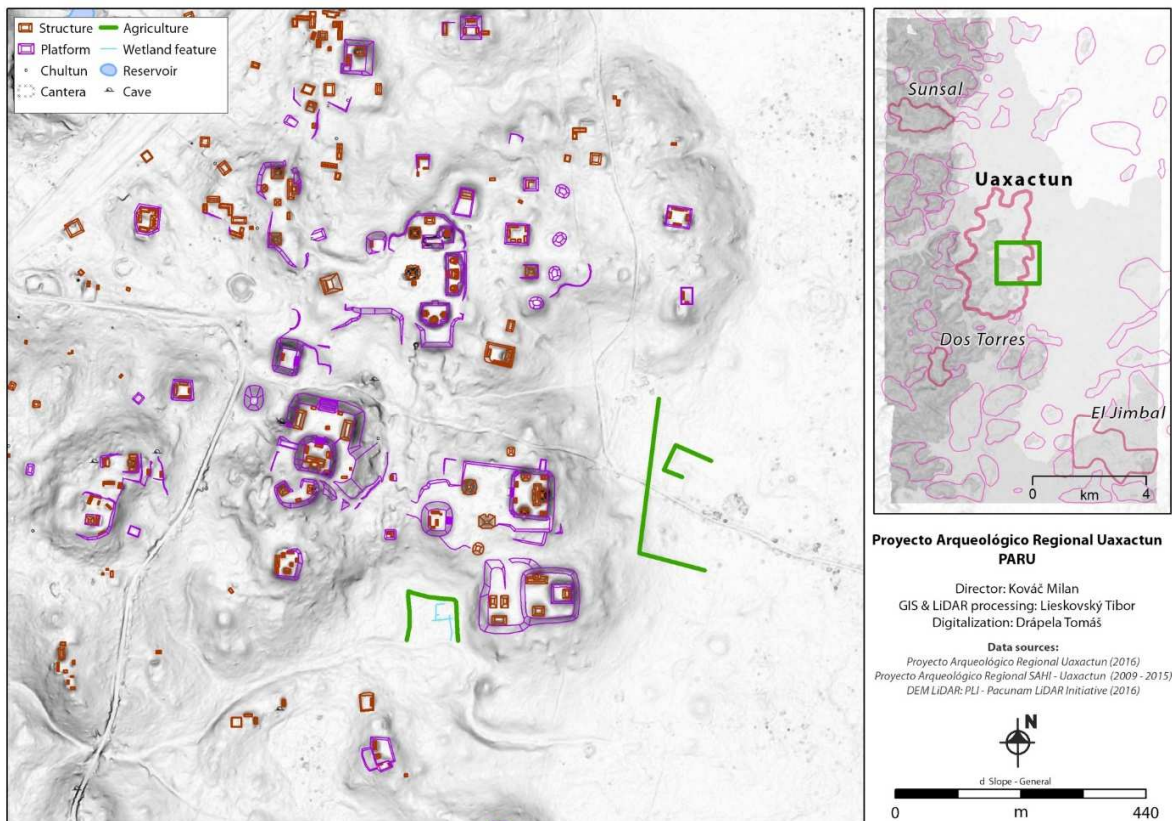 Structure
Agriculture
Platform
Wetland feature
Chultun
Reservoir
Cantera
Cave
Sunsal
Uaxactun
Dos Torres
El Jimbal
0 4
km
Proyecto Arqueológico Regional Uaxactun
PARU
Director: Kováč Milan
GIS & LiDAR processing: Lieskovský Tibor
Digitalization: Drápela Tomáš
Data sources:
Proyecto Arqueológico Regional Uaxactun (2016)
Proyecto Arqueológico Regional SAHI - Uaxactun (2009 - 2015)
DEM LiDAR: PLI - Pacunam LiDAR Initiative (2016)
N
d Slope - General
0 m 440